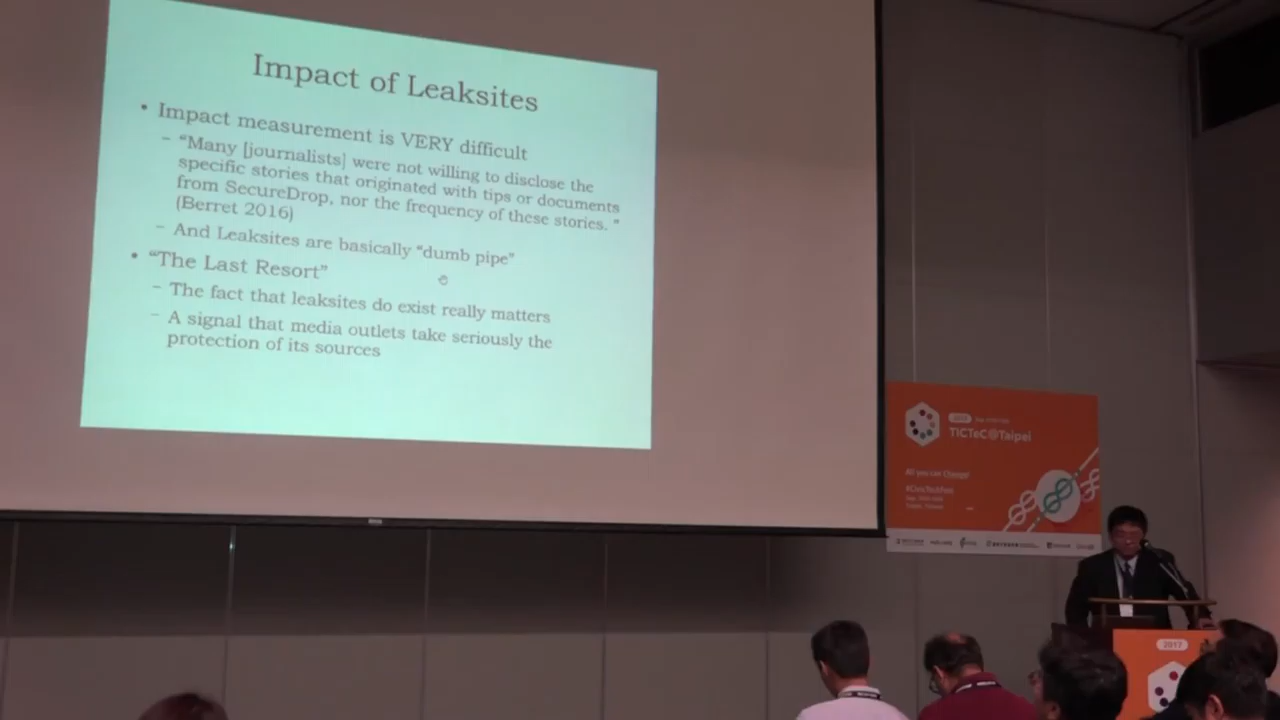 Impact of Leaksites
• Impact measurement is VERY difficult
– “Many [journalists] were not willing to disclose the
specific stories that originated with tips or documents
from SecureDrop, nor the frequency of these stories. ”
(Berret 2016)
– And Leaksites are basically “dumb pipe”
• “The Last Resort”
– The fact that leaksites do exist really matters
– A signal that media outlets take seriously the
protection of its sources
2017
TICTeC@Taipei
All you can Change!
#CivicTechFest
2017